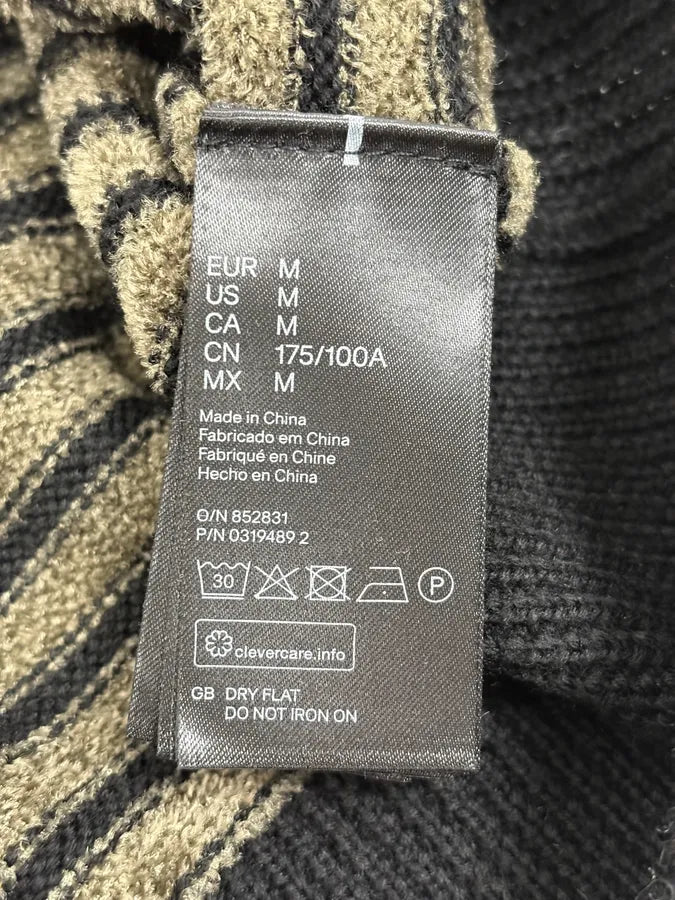 EUR M
US M
CA M
CN 175/100A
MX M
Made in China
Fabricado em China
Fabriqué en Chine
Hecho en China
O/N 852831
P/N 0319489 2
30 P
clevercare.info
GB DRY FLAT
DO NOT IRON ON